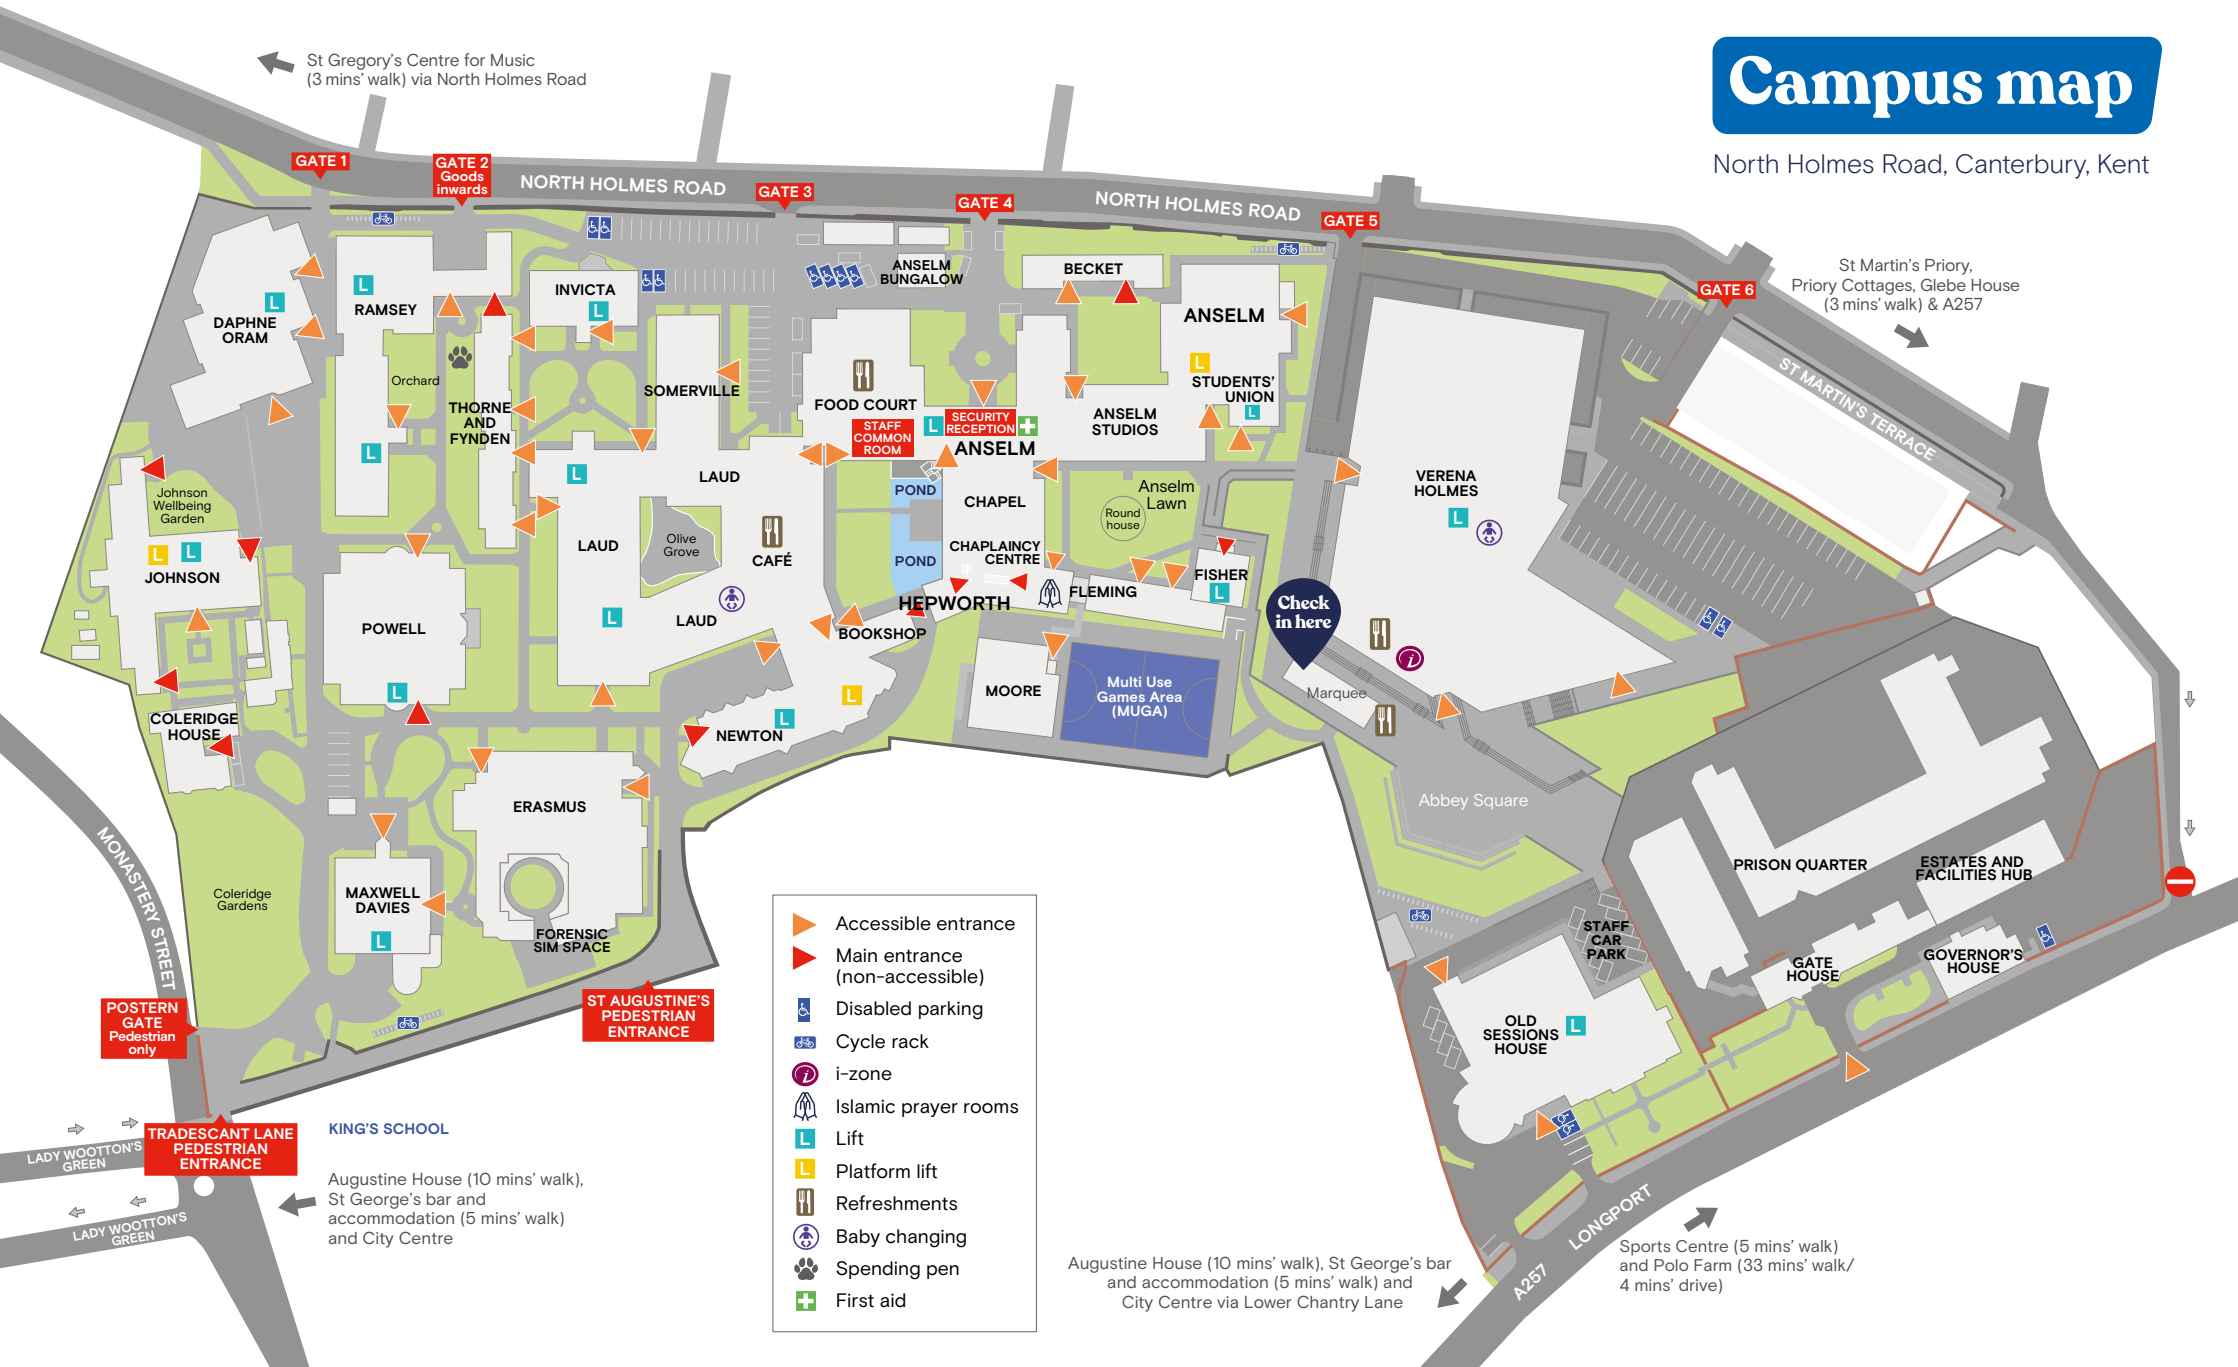 Campus map
North Holmes Road, Canterbury, Kent
St Gregory's Centre for Music
(3 mins' walk) via North Holmes Road
GATE 1
GATE 2
Goods
inwards
NORTH HOLMES ROAD
GATE 3
GATE 4
NORTH HOLMES ROAD
GATE 5
GATE 6
St Martin's Priory,
Priory Cottages, Glebe House
(3 mins' walk) & A257
ST MARTIN'S TERRACE
DAPHNE
ORAM
L
L
RAMSEY
INVICTA
L
ANSELM
BUNGALOW
BECKET
ANSELM
L
STUDENTS'
UNION
L
Orchard
THORNE
AND
FYNDEN
L
SOMERVILLE
FOOD COURT
STAFF
COMMON
ROOM
L
SECURITY
RECEPTION
ANSELM
ANSELM
STUDIOS
Johnson
Wellbeing
Garden
L
L
JOHNSON
L
LAUD
LAUD
Olive
Grove
CAFÉ
L
LAUD
POND
POND
CHAPEL
CHAPLAINCY
CENTRE
HEPWORTH
Anselm
Lawn
Round
house
FLEMING
FISHER
L
VERENA
HOLMES
L
Check
in here
i
Marquee
POWELL
L
BOOKSHOP
L
L
NEWTON
MOORE
Multi Use
Games Area
(MUGA)
COLERIDGE
HOUSE
Coleridge
Gardens
ERASMUS
MAXWELL
DAVIES
L
FORENSIC
SIM SPACE
Abbey Square
PRISON QUARTER
ESTATES AND
FACILITIES HUB
STAFF
CAR
PARK
GATE
HOUSE
GOVERNOR'S
HOUSE
OLD
SESSIONS
HOUSE
L
MONASTERY STREET
POSTERN
GATE
Pedestrian
only
ST AUGUSTINE'S
PEDESTRIAN
ENTRANCE
TRADESCANT LANE
PEDESTRIAN
ENTRANCE
LADY WOOTTON'S
GREEN
LADY WOOTTON'S
GREEN
KING'S SCHOOL
Augustine House (10 mins' walk),
St George's bar and
accommodation (5 mins' walk)
and City Centre
Accessible entrance
Main entrance
(non-accessible)
Disabled parking
Cycle rack
i
i-zone
Islamic prayer rooms
L
Lift
L
Platform lift
Refreshments
Baby changing
Spending pen
First aid
Augustine House (10 mins' walk), St George's bar
and accommodation (5 mins' walk) and
City Centre via Lower Chantry Lane
A257
LONGPORT
Sports Centre (5 mins' walk)
and Polo Farm (33 mins' walk/
4 mins' drive)